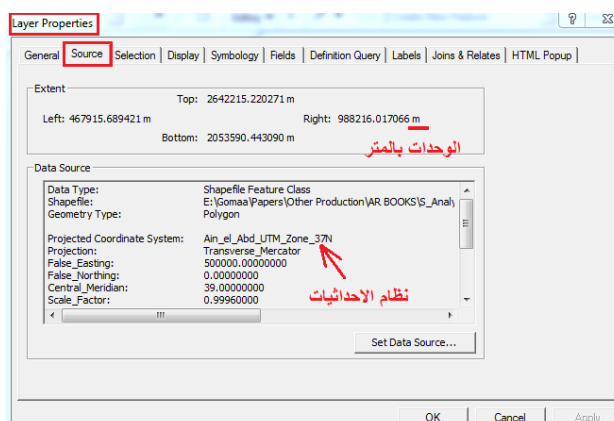 Layer Properties
General Source Selection Display Symbology Fields Definition Query Labels Joins & Relates HTML Popup
Extent
Top: 2642215.220271 m
Left: 467915.689421 m Right: 988216.017066 m
Bottom: 2053590.443090 m
الوحدات بالمتر
Data Source
Data Type: Shapefile Feature Class
Shapefile: E:\Gomaa\Papers\Other Production\AR BOOKS\S_Analy
Geometry Type: Polygon
Projected Coordinate System: Ain_el_Abd_UTM_Zone_37N
Projection: Transverse_Mercator
False_Easting: 500000.00000000
False_Northing: 0.00000000
Central_Meridian: 39.00000000
Scale_Factor: 0.99960000
نظام الاحداثيات
Set Data Source...
OK Cancel Apply